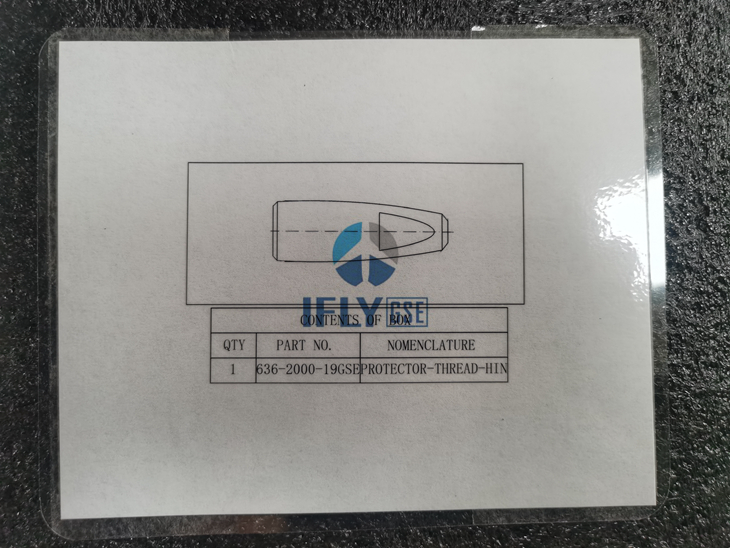 IFLY GSE
CONTENTS OF BOX
QTY PART NO. NOMENCLATURE
1 636-2000-19GSE PROTECTOR-THREAD-HIN